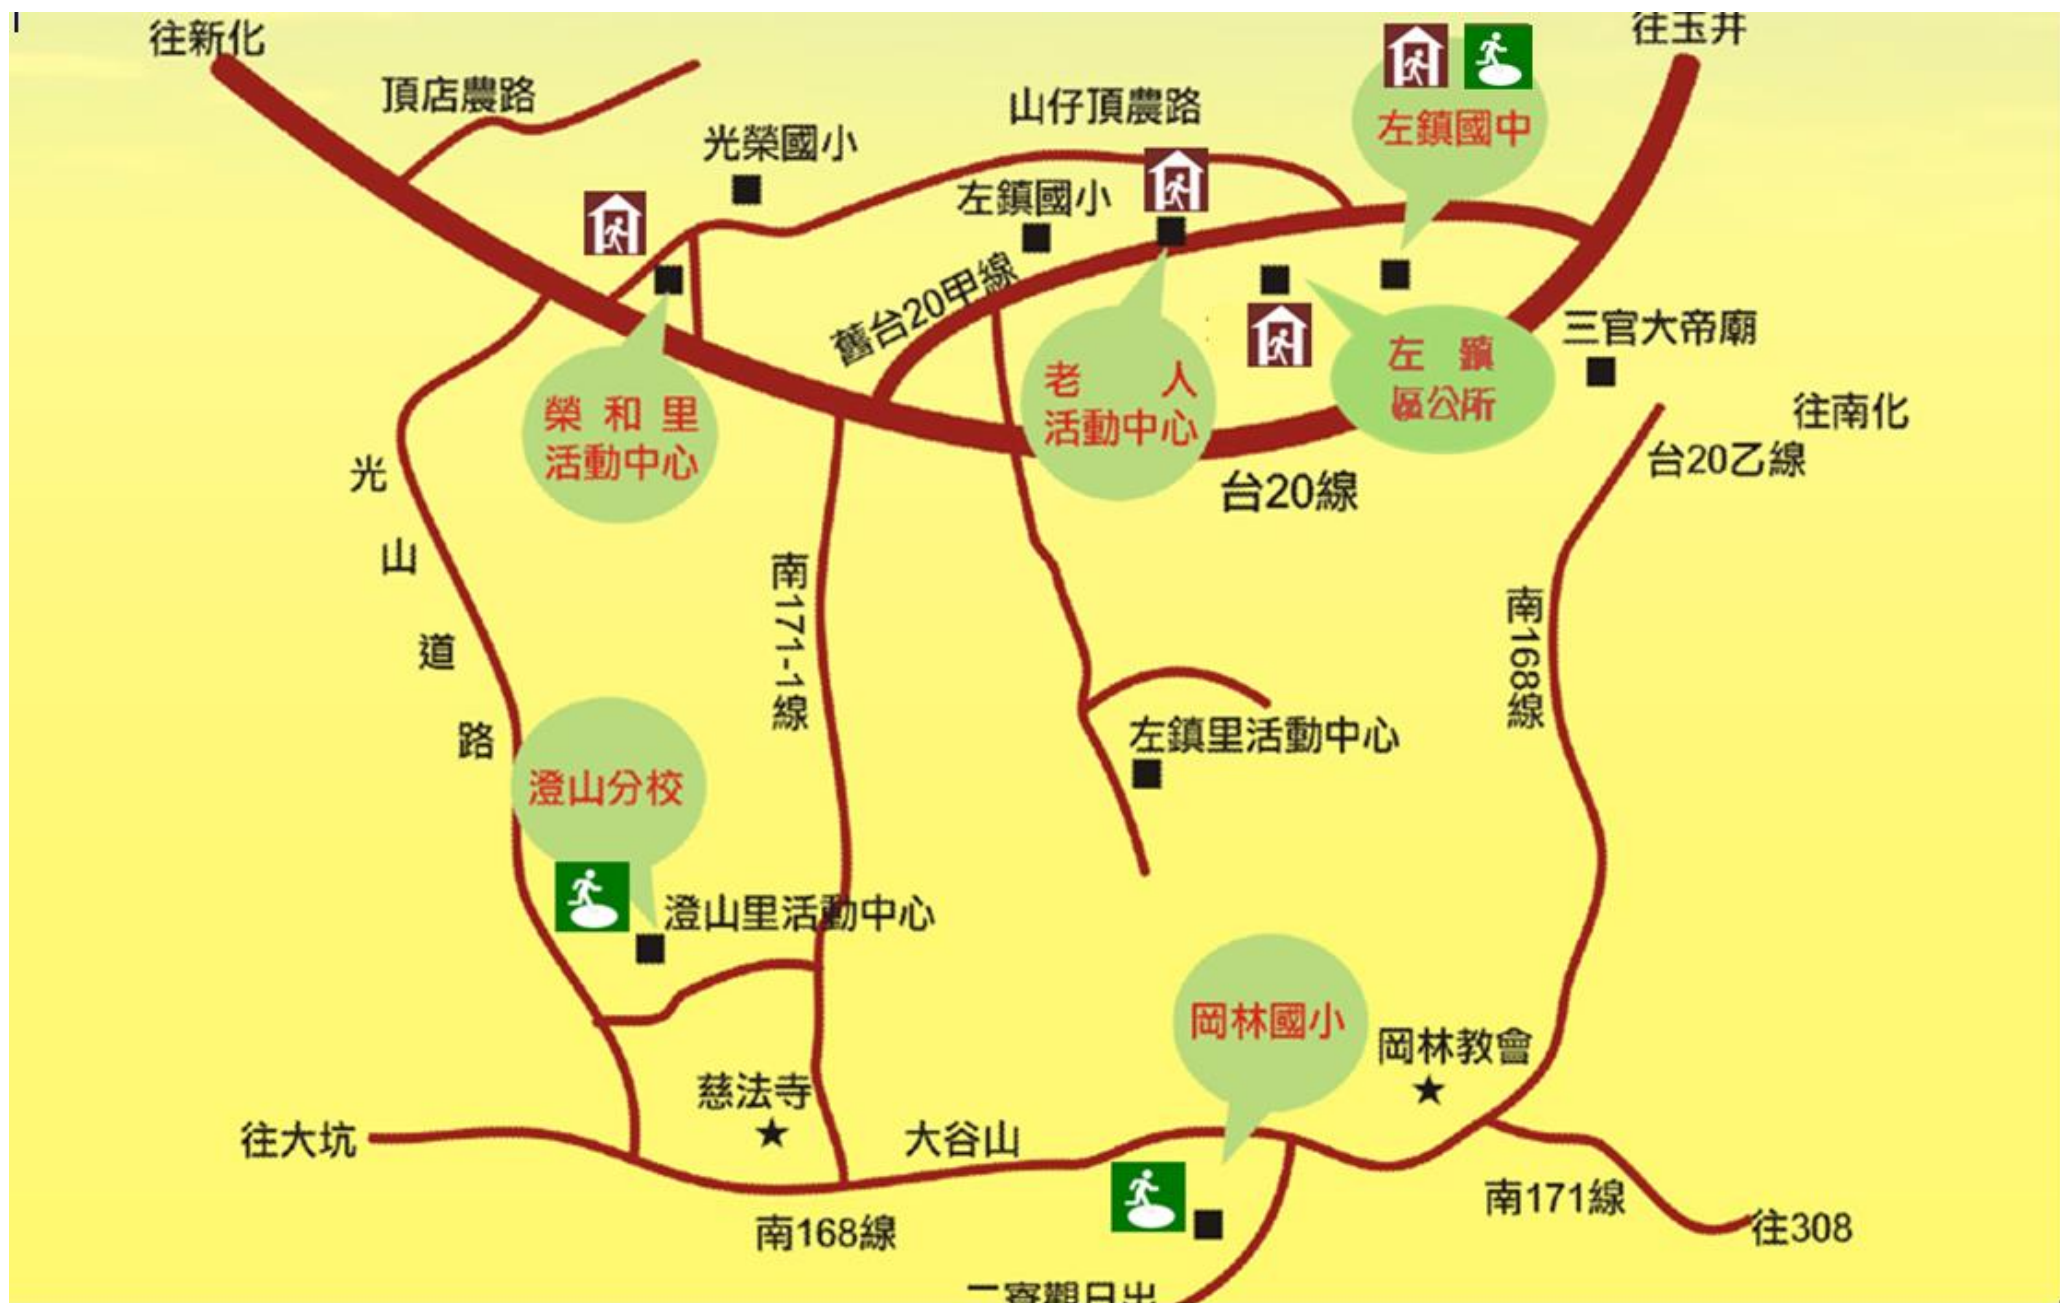 往新化
往玉井
頂店農路
山仔頂農路
左鎮國中
光榮國小
左鎮國小
舊台20甲線
三官大帝廟
老人
活動中心
左鎮
區公所
榮和里
活動中心
往南化
台20乙線
台20線
光山道路
南171-1線
南168線
左鎮里活動中心
澄山分校
澄山里活動中心
岡林國小
岡林教會
慈法寺
往大坑
大谷山
南171線
南168線
往308
二寮觀日出